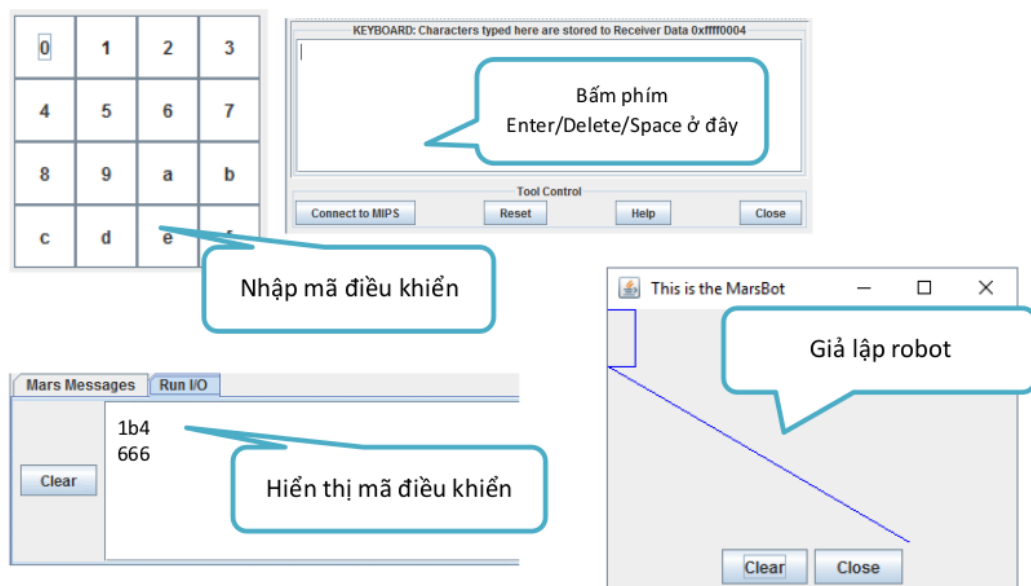 0 1 2 3
4 5 6 7
8 9 a b
c d e
KEYBOARD: Characters typed here are stored to Receiver Data 0xffff0004
Bấm phím
Enter/Delete/Space ở đây
Tool Control
Connect to MIPS Reset Help Close
Nhập mã điều khiển
This is the MarsBot
Giả lập robot
Clear Close
Mars Messages Run I/O
Clear
1b4
666
Hiển thị mã điều khiển